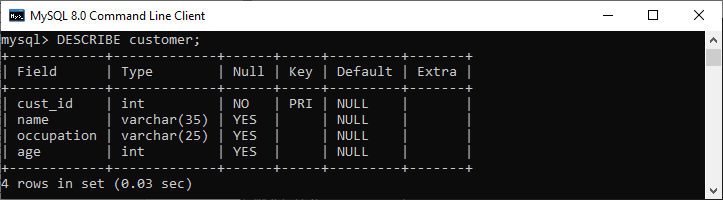 MySQL 8.0 Command Line Client
mysql> DESCRIBE customer;
+------------+-------------+------+-----+---------+-------+
| Field      | Type        | Null | Key | Default | Extra |
+------------+-------------+------+-----+---------+-------+
| cust_id    | int         | NO   | PRI | NULL    |       |
| name       | varchar(35) | YES  |     | NULL    |       |
| occupation | varchar(25) | YES  |     | NULL    |       |
| age        | int         | YES  |     | NULL    |       |
+------------+-------------+------+-----+---------+-------+
4 rows in set (0.03 sec)